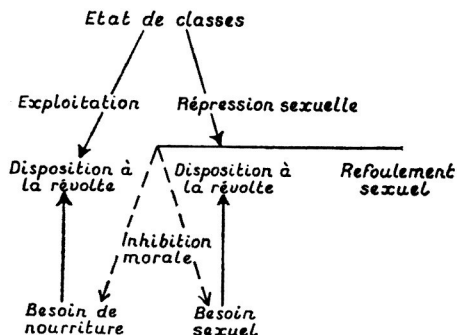 Etat de classes
Exploitation
Répression sexuelle
Disposition à
la révolte
Disposition à
la révolte
Refoulement
sexuel
Inhibition
morale
Besoin de
nourriture
Besoin
sexuel